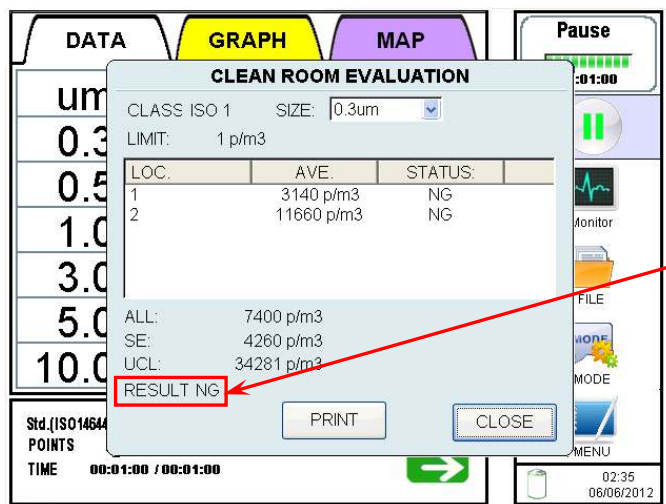 DATA GRAPH MAP Pause
:01:00
CLEAN ROOM EVALUATION
um
CLASS ISO 1 SIZE: 0.3um
LIMIT: 1 p/m3
0.3
LOC. AVE. STATUS:
1 3140 p/m3 NG
2 11660 p/m3 NG
0.5
1.0
Monitor
3.0
FILE
5.0
ALL: 7400 p/m3
SE: 4260 p/m3
UCL: 34281 p/m3
MODE
10.0
MODE
RESULT NG
PRINT CLOSE
Std.(ISO14644
POINTS
MENU
TIME 00:01:00 / 00:01:00
02:35
06/06/2012